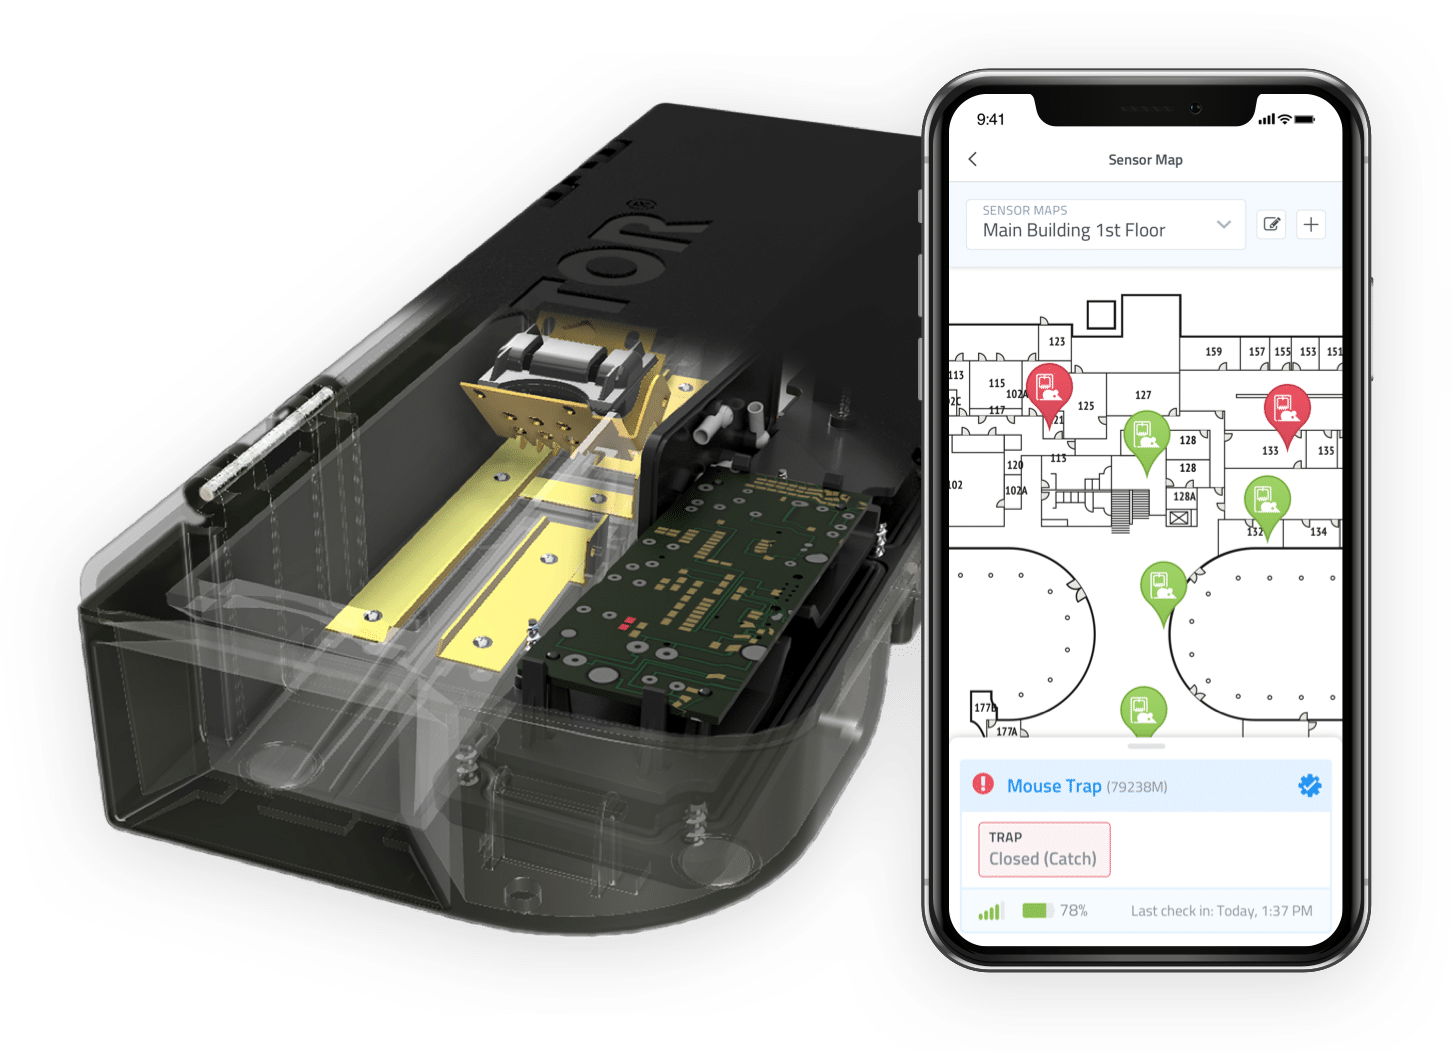 TOR®
9:41
Sensor Map
SENSOR MAPS
Main Building 1st Floor
123
159
157
155
153
151
113
115
102A
2C
117
125
127
21
128
133
135
115
120
128
102
102A
128A
132
134
177B
177A
Mouse Trap (79238M)
TRAP
Closed (Catch)
78%
Last check in: Today, 1:37 PM